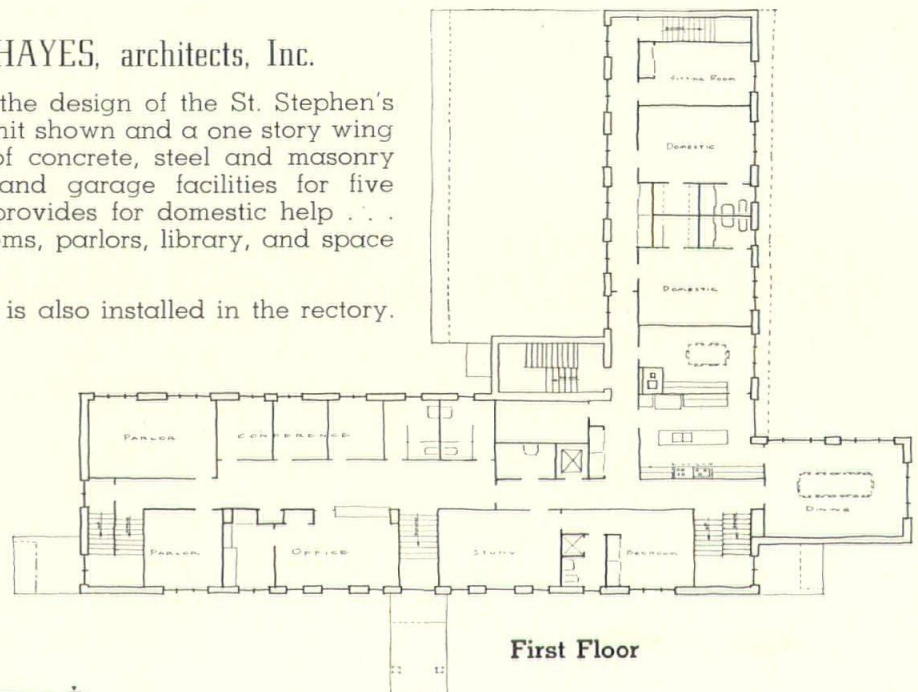 HAYES, architects, Inc.
the design of the St. Stephen's
nit shown and a one story wing
of concrete, steel and masonry
and garage facilities for five
provides for domestic help . . .
ms, parlors, library, and space
is also installed in the rectory.
SITTING ROOM
DOMESTIC
DOMESTIC
PARLOR
CONFERENCE
DINING
PARLOR
OFFICE
STUDY
BEDROOM
First Floor